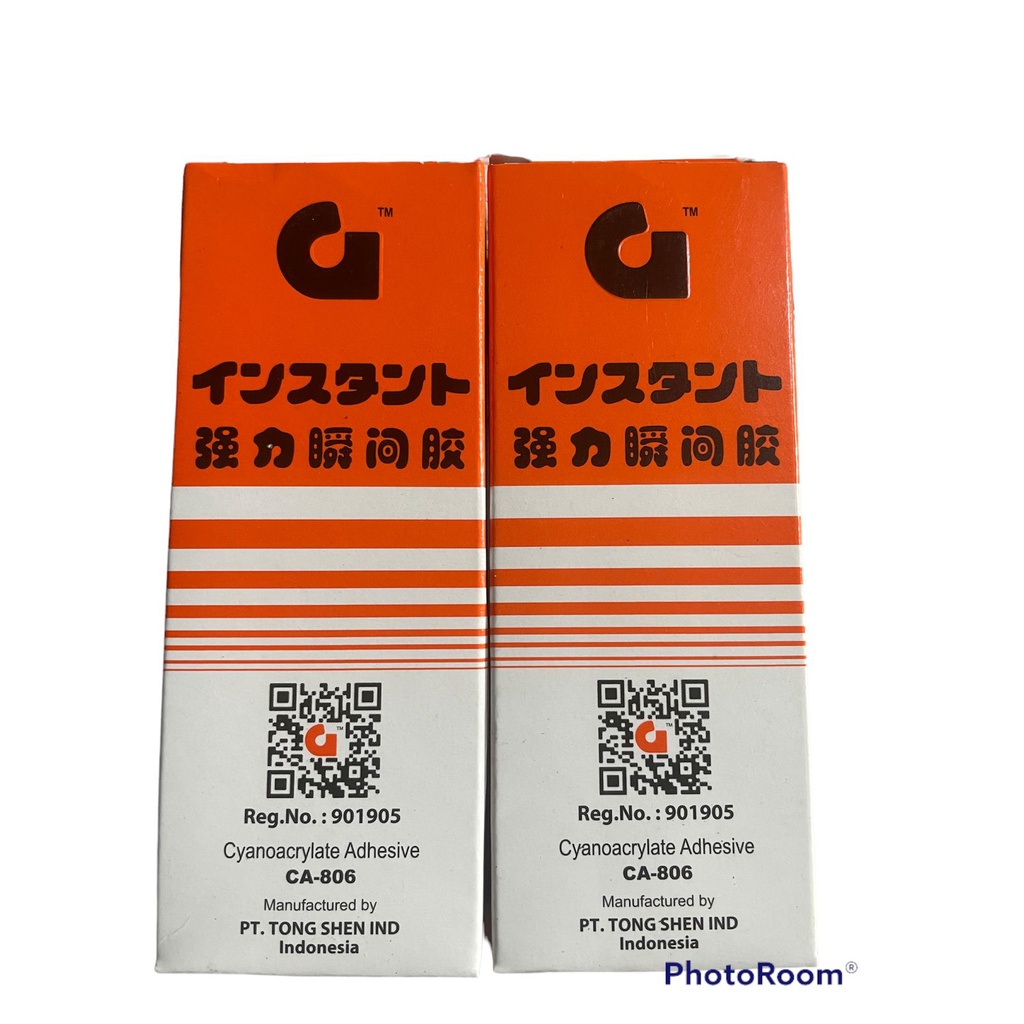 TM
インスタント
强力瞬间胶
TM
Reg.No. : 901905
Cyanoacrylate Adhesive
CA-806
Manufactured by
PT. TONG SHEN IND
Indonesia
TM
インスタント
强力瞬间胶
TM
Reg.No. : 901905
Cyanoacrylate Adhesive
CA-806
Manufactured by
PT. TONG SHEN IND
Indonesia
PhotoRoom®